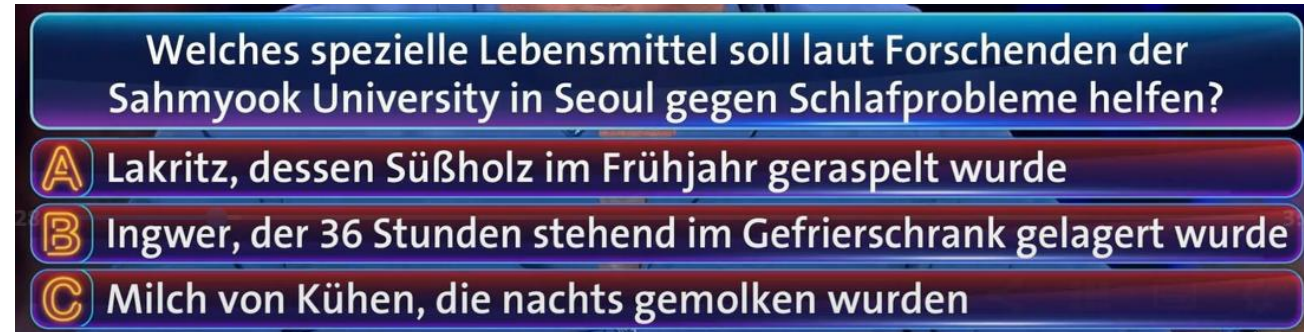 Welches spezielle Lebensmittel soll laut Forschenden der
Sahmyook University in Seoul gegen Schlafprobleme helfen?
A Lakritz, dessen Süßholz im Frühjahr geraspelt wurde
B Ingwer, der 36 Stunden stehend im Gefrierschrank gelagert wurde
C Milch von Kühen, die nachts gemolken wurden